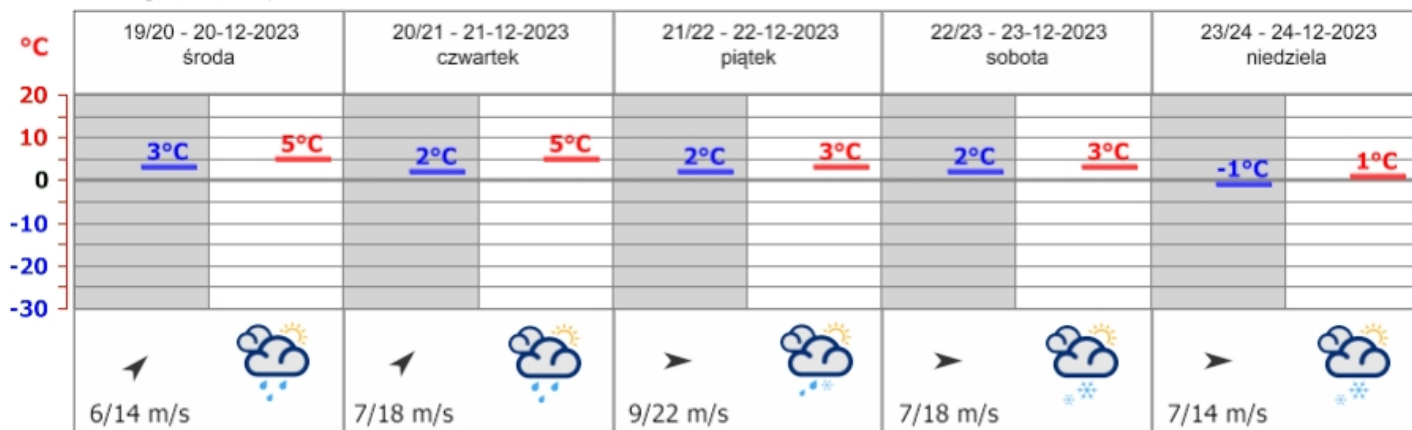 °C
19/20 - 20-12-2023
środa
20/21 - 21-12-2023
czwartek
21/22 - 22-12-2023
piątek
22/23 - 23-12-2023
sobota
23/24 - 24-12-2023
niedziela
20
10
0
-10
-20
-30
3°C
5°C
2°C
5°C
2°C
3°C
2°C
3°C
-1°C
1°C
6/14 m/s
7/18 m/s
9/22 m/s
7/18 m/s
7/14 m/s